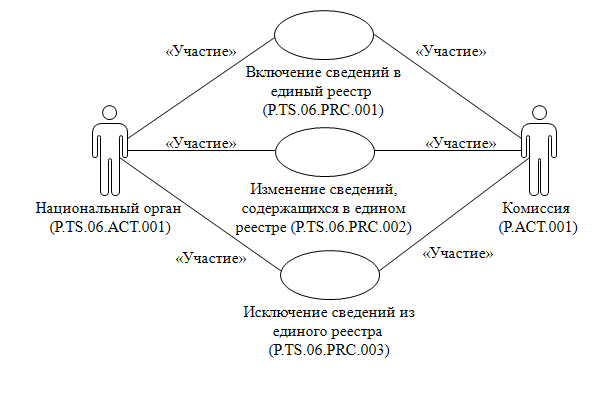 «Участие»
«Участие»
Включение сведений в
единый реестр
(P.TS.06.PRC.001)
«Участие»
«Участие»
Изменение сведений,
содержащихся в едином
реестре (P.TS.06.PRC.002)
Национальный орган
(P.TS.06.ACT.001)
Комиссия
(P.ACT.001)
«Участие»
«Участие»
Исключение сведений из
единого реестра
(P.TS.06.PRC.003)